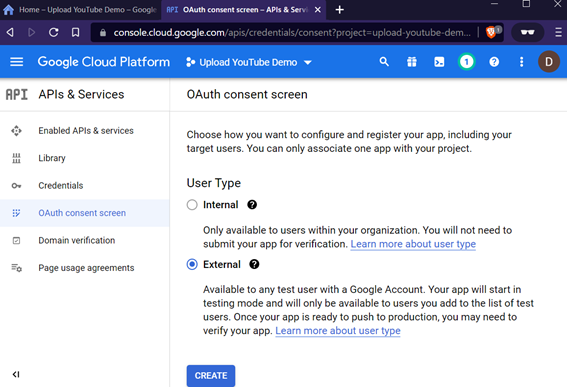 Home – Upload YouTube Demo – Google
API OAuth consent screen – APIs & Servi
console.cloud.google.com/apis/credentials/consent?project=upload-youtube-dem...
Google Cloud Platform
Upload YouTube Demo
1
D
API APIs & Services
OAuth consent screen
Enabled APIs & services
Library
Credentials
OAuth consent screen
Domain verification
Page usage agreements
Choose how you want to configure and register your app, including your
target users. You can only associate one app with your project.
User Type
Internal
Only available to users within your organization. You will not need to
submit your app for verification. Learn more about user type
External
Available to any test user with a Google Account. Your app will start in
testing mode and will only be available to users you add to the list of test
users. Once your app is ready to push to production, you may need to
verify your app. Learn more about user type
CREATE